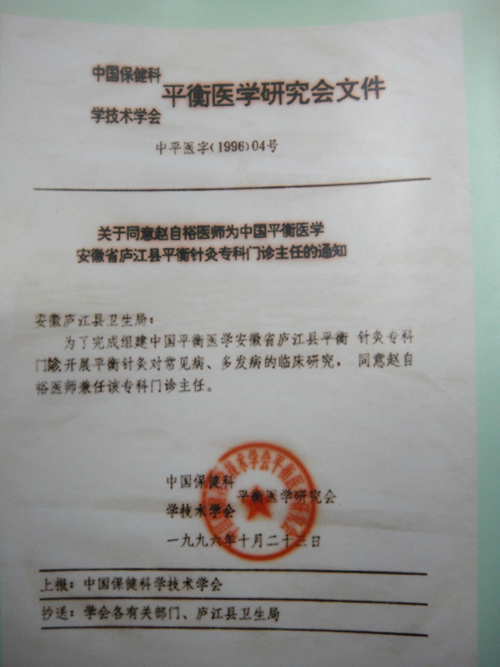 中国保健科
学技术学会
平衡医学研究会文件
中平医字(1996)04号
关于同意赵自裕医师为中国平衡医学
安徽省庐江县平衡针灸专科门诊主任的通知
安徽庐江县卫生局：
为了完成组建中国平衡医学安徽省庐江县平衡 针灸专科
门诊开展平衡针灸对常见病、多发病的临床研究， 同意赵自
裕医师兼任该专科门诊主任。
中国保健科
学技术学会
平衡医学研究会
一九九六年十月二十三日
上报：中国保健科学技术学会
抄送：学会各有关部门、庐江县卫生局